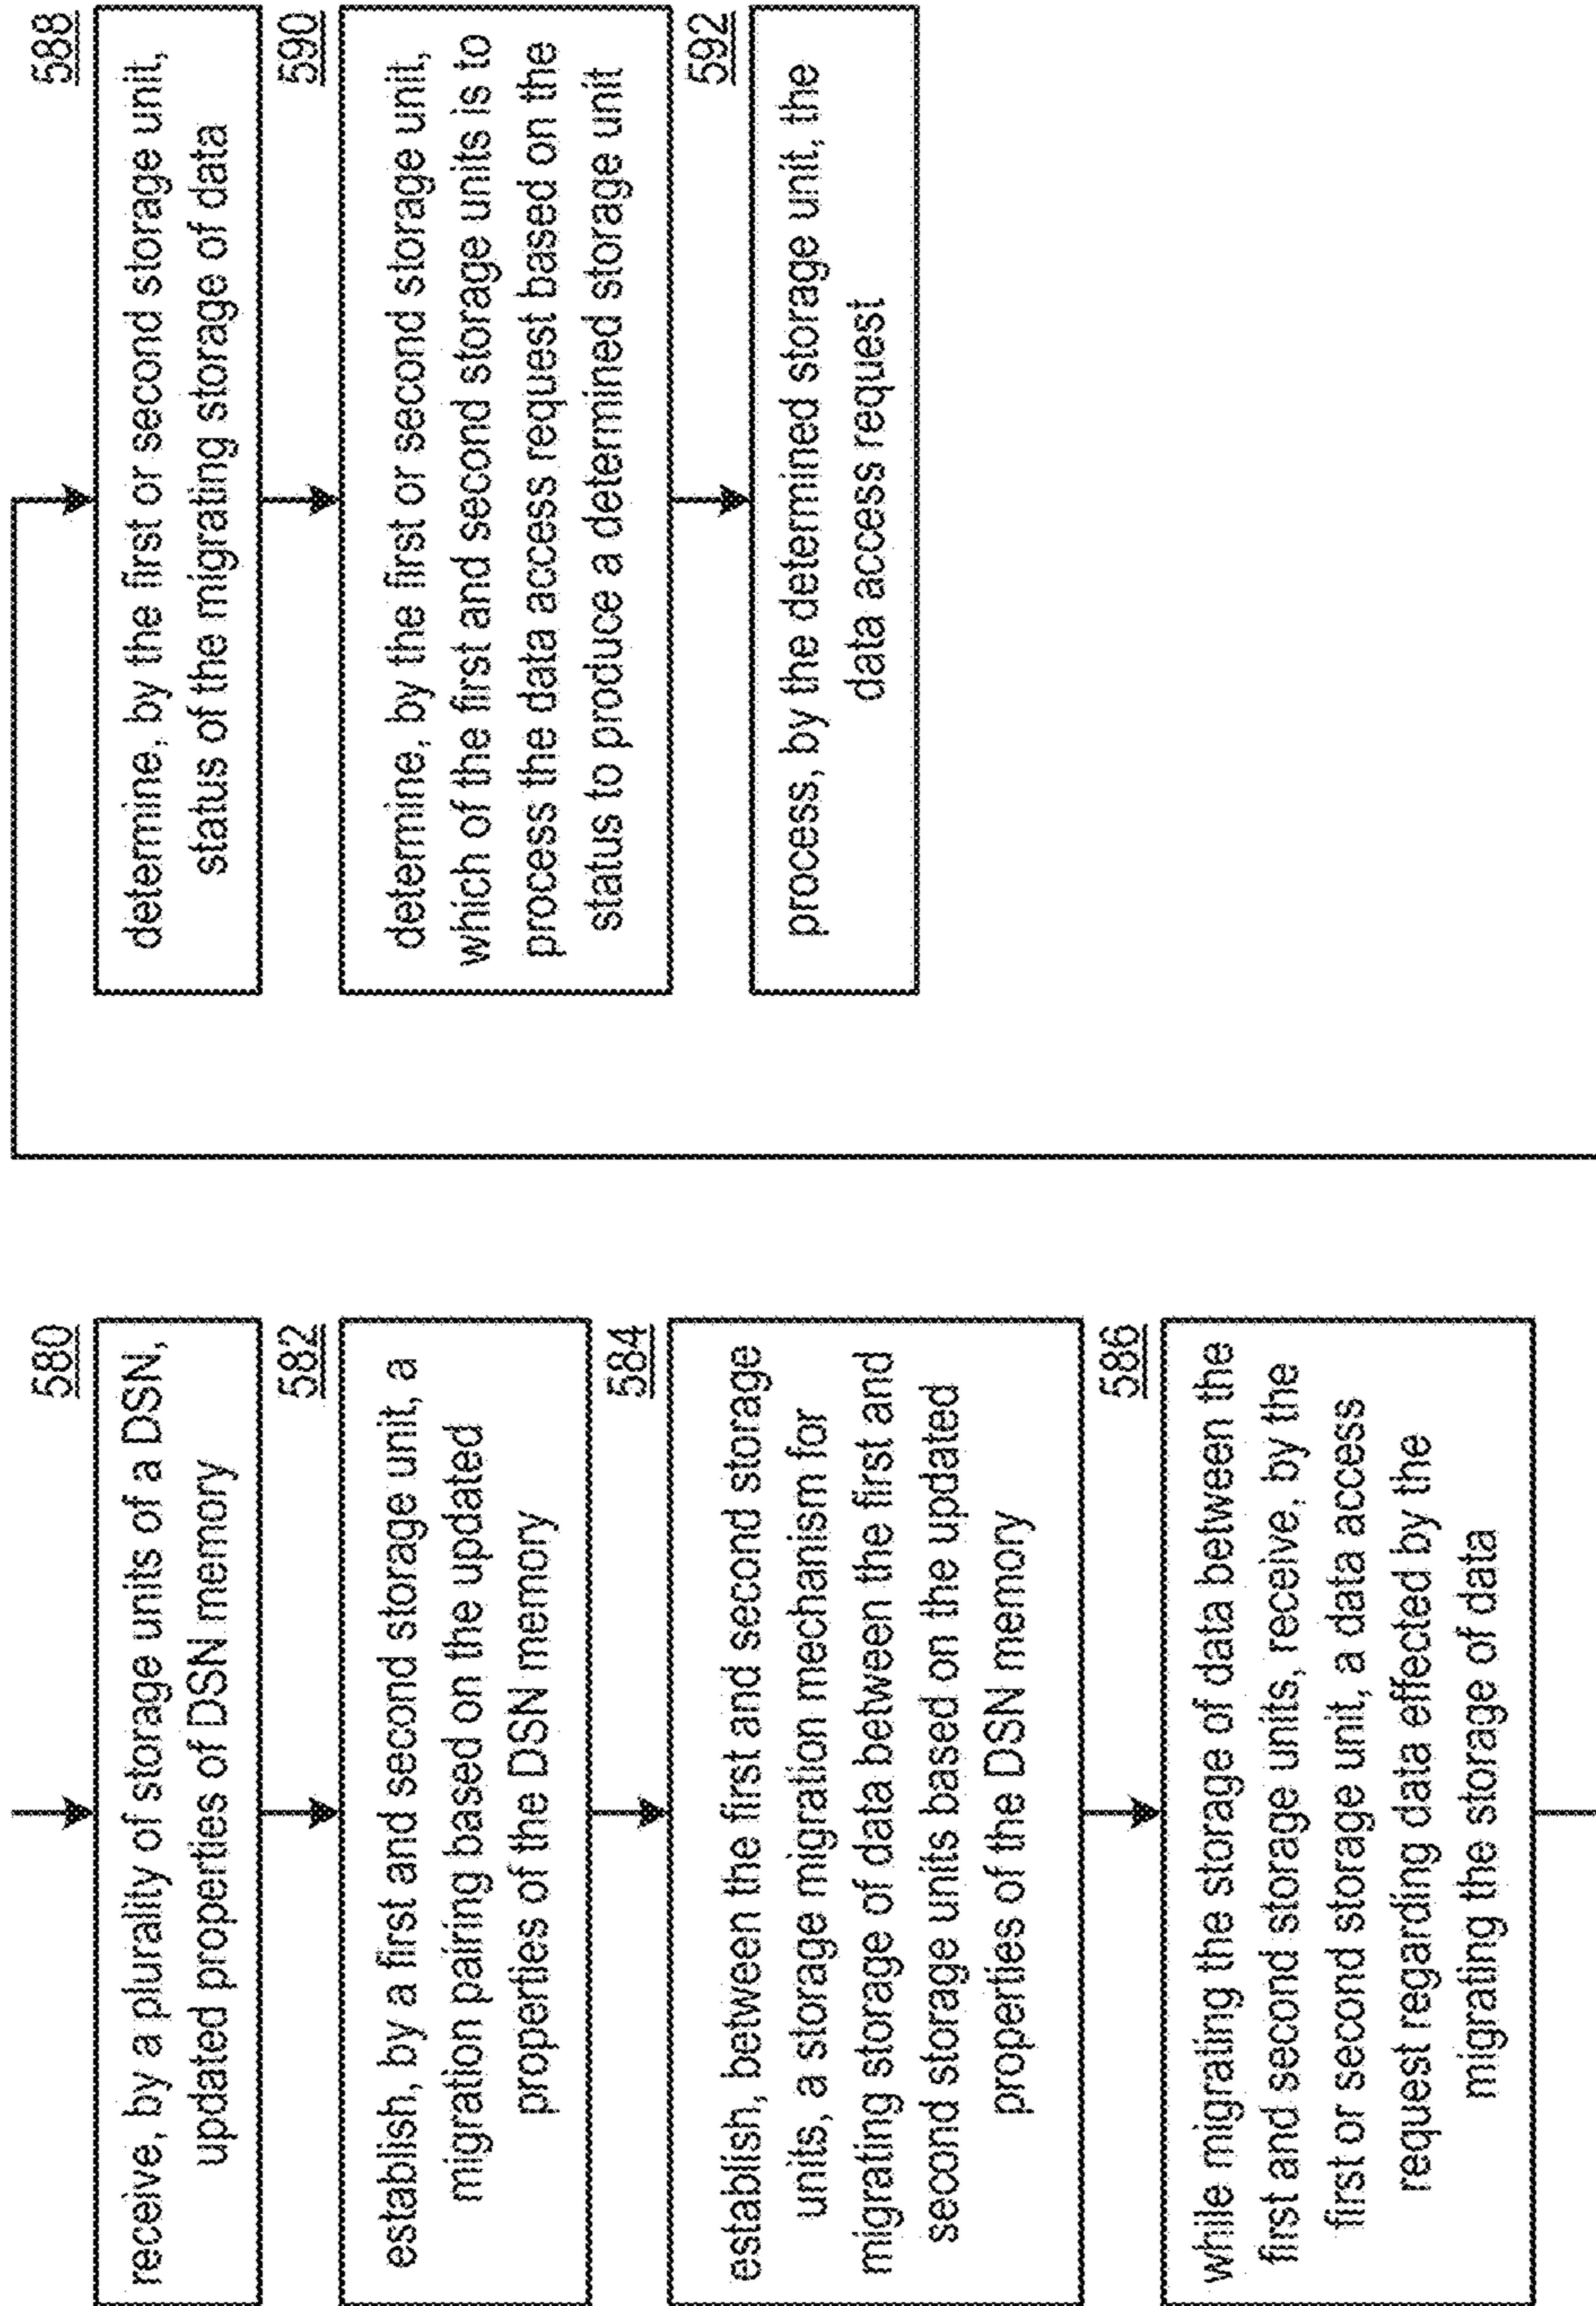 580
receive, by a plurality of storage units of a DSN,
updated properties of DSN memory
582
establish, by a first and second storage unit, a
migration pairing based on the updated
properties of the DSN memory
584
establish, between the first and second storage
units, a storage migration mechanism for
migrating storage of data between the first and
second storage units based on the updated
properties of the DSN memory
586
while migrating the storage of data between the
first and second storage units, receive, by the
first or second storage unit, a data access
request regarding data effected by the
migrating the storage of data
588
determine, by the first or second storage unit,
status of the migrating storage of data
590
determine, by the first or second storage unit,
which of the first and second storage units is to
process the data access request based on the
status to produce a determined storage unit
592
process, by the determined storage unit, the
data access request